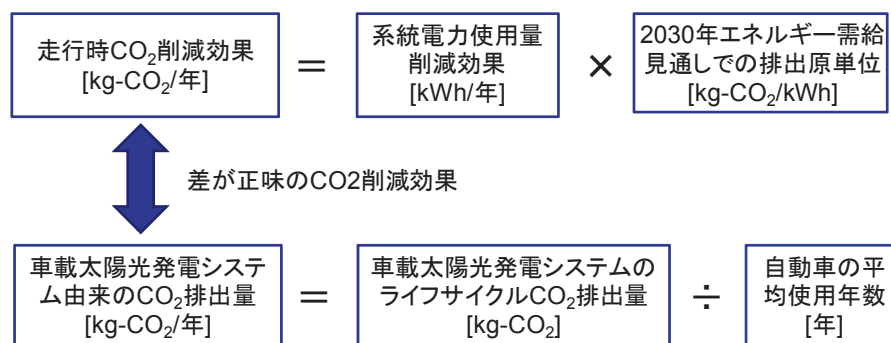 走行時CO₂削減効果
[kg-CO₂/年]
=
系統電力使用量
削減効果
[kWh/年]
×
2030年エネルギー需給
見通しでの排出原単位
[kg-CO₂/kWh]
差が正味のCO2削減効果
車載太陽光発電システ
ム由来のCO₂排出量
[kg-CO₂/年]
=
車載太陽光発電システムの
ライフサイクルCO₂排出量
[kg-CO₂]
÷
自動車の平
均使用年数
[年]